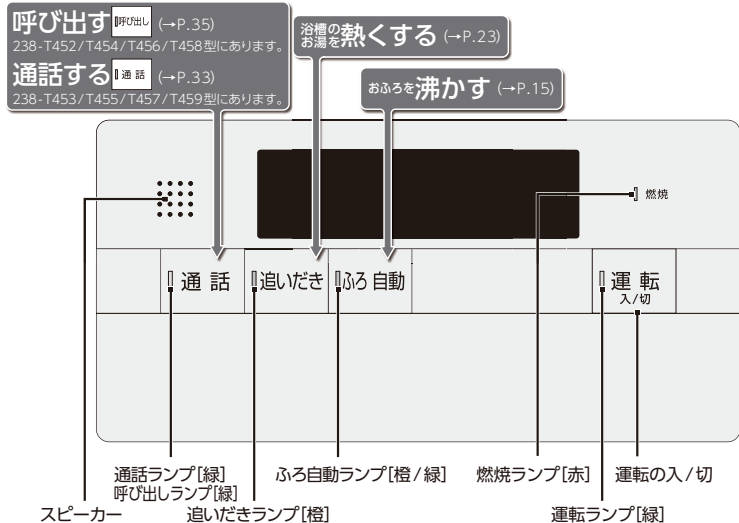 呼び出す 呼び出し (→P.35)
238-T452/T454/T456/T458型にあります。
通話する 通話 (→P.33)
238-T453/T455/T457/T459型にあります。
浴槽のお湯を熱くする (→P.23)
おふろを沸かす (→P.15)
燃焼
通話
追いだき
ふろ自動
運転
入/切
通話ランプ[緑]
呼び出しランプ[緑]
ふろ自動ランプ[橙/緑]
燃焼ランプ[赤]
運転の入/切
スピーカー
追いだきランプ[橙]
運転ランプ[緑]